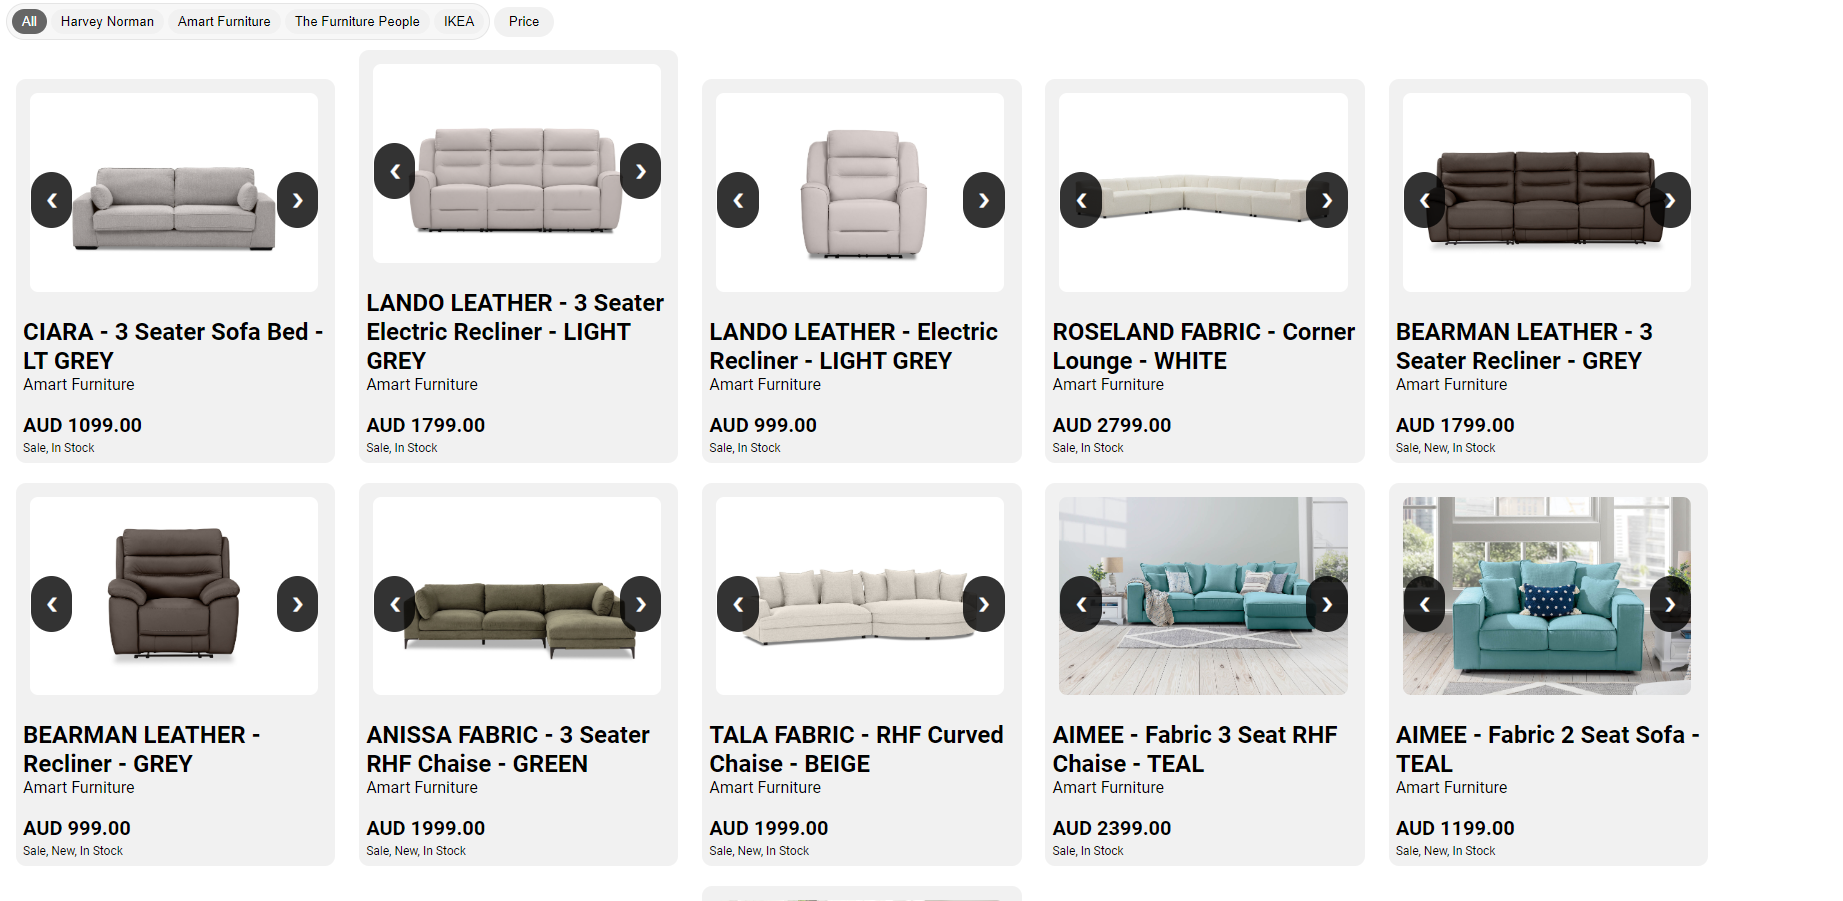 All Harvey Norman Amart Furniture The Furniture People IKEA Price
CIARA - 3 Seater Sofa Bed -
LT GREY
Amart Furniture
AUD 1099.00
Sale, In Stock
LANDO LEATHER - 3 Seater
Electric Recliner - LIGHT
GREY
Amart Furniture
AUD 1799.00
Sale, In Stock
LANDO LEATHER - Electric
Recliner - LIGHT GREY
Amart Furniture
AUD 999.00
Sale, In Stock
ROSELAND FABRIC - Corner
Lounge - WHITE
Amart Furniture
AUD 2799.00
Sale, In Stock
BEARMAN LEATHER - 3
Seater Recliner - GREY
Amart Furniture
AUD 1799.00
Sale, New, In Stock
BEARMAN LEATHER -
Recliner - GREY
Amart Furniture
AUD 999.00
Sale, New, In Stock
ANISSA FABRIC - 3 Seater
RHF Chaise - GREEN
Amart Furniture
AUD 1999.00
Sale, New, In Stock
TALA FABRIC - RHF Curved
Chaise - BEIGE
Amart Furniture
AUD 1999.00
Sale, New, In Stock
AIMEE - Fabric 3 Seat RHF
Chaise - TEAL
Amart Furniture
AUD 2399.00
Sale, In Stock
AIMEE - Fabric 2 Seat Sofa -
TEAL
Amart Furniture
AUD 1199.00
Sale, New, In Stock